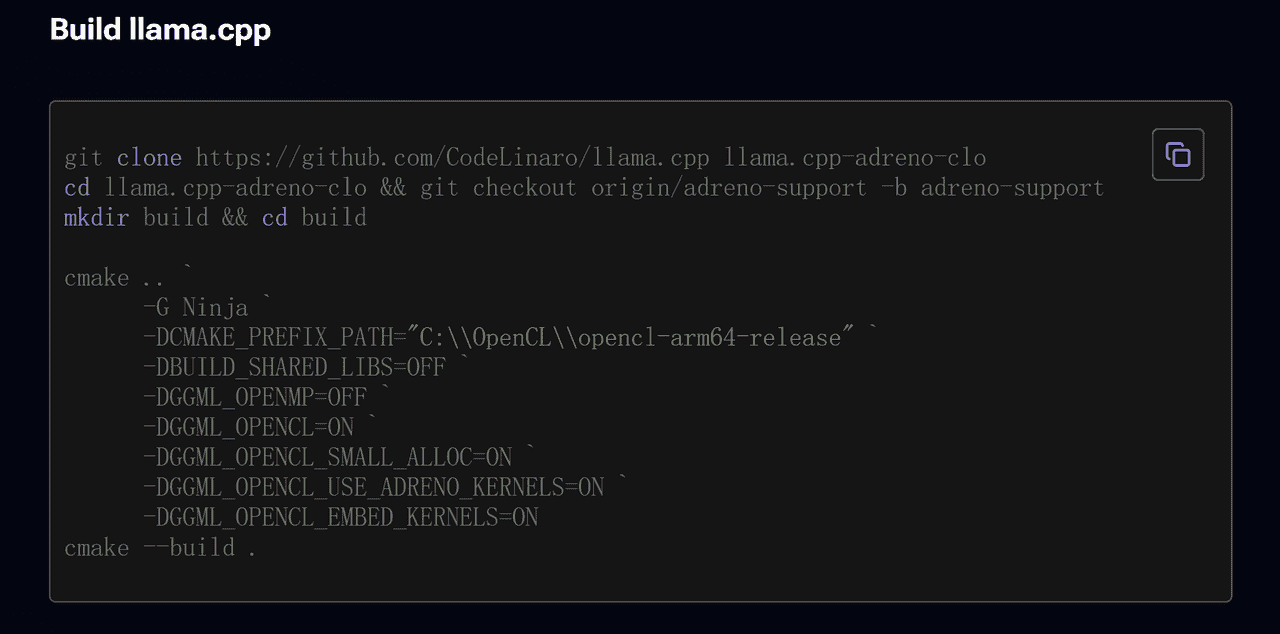 Build llama.cpp
git clone https://github.com/CodeLinaro/llama.cpp llama.cpp-adreno-clo
cd llama.cpp-adreno-clo && git checkout origin/adreno-support -b adreno-support
mkdir build && cd build
cmake .. `
-G Ninja `
-DCMAKE_PREFIX_PATH="C:\\OpenCL\\opencl-arm64-release" `
-DBUILD_SHARED_LIBS=OFF `
-DGGML_OPENMP=OFF `
-DGGML_OPENCL=ON `
-DGGML_OPENCL_SMALL_ALLOC=ON `
-DGGML_OPENCL_USE_ADRENO_KERNELS=ON `
-DGGML_OPENCL_EMBED_KERNELS=ON
cmake --build .